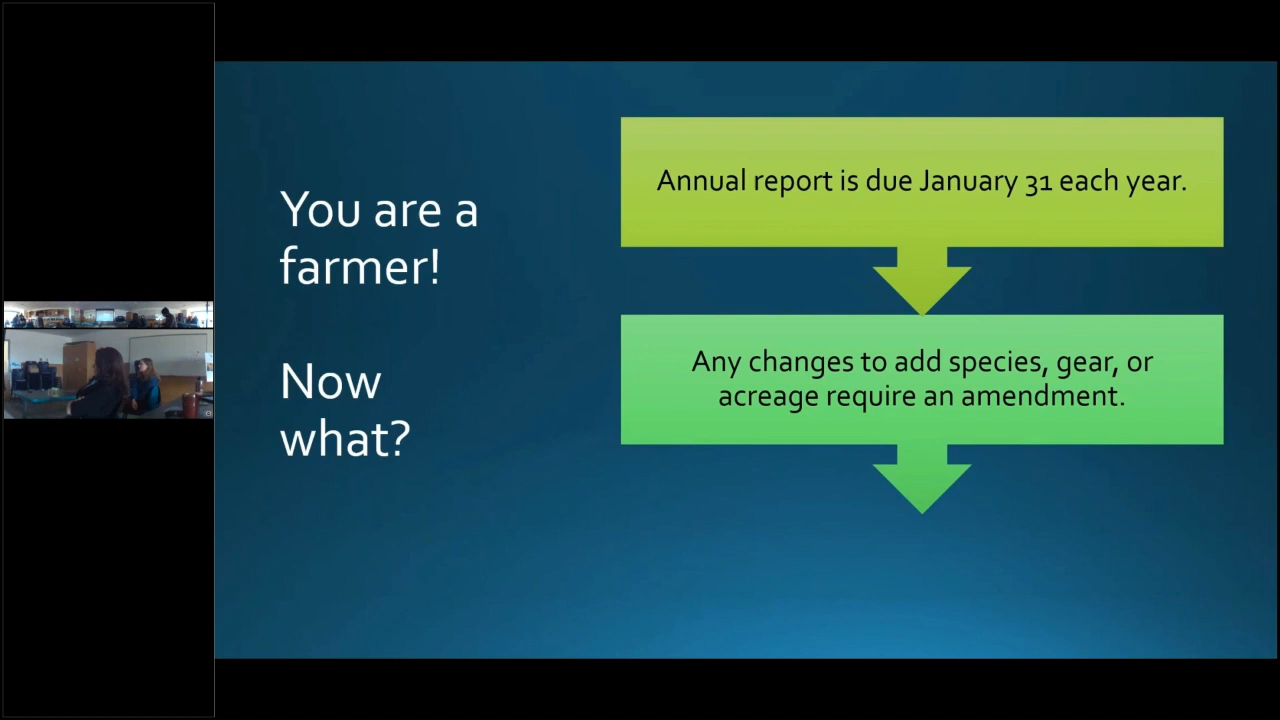 You are a
farmer!
Now
what?
Annual report is due January 31 each year.
Any changes to add species, gear, or
acreage require an amendment.